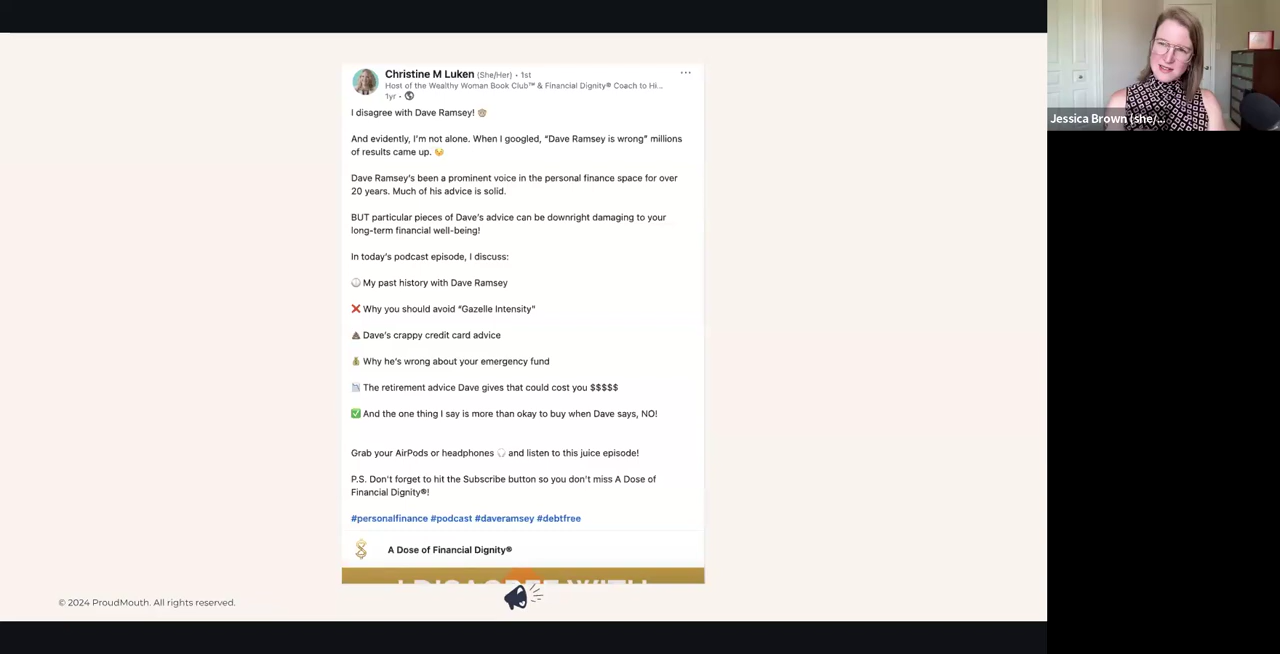 Christine M Luken (She/Her) • 1st
Host of the Wealthy Woman Book Club™ & Financial Dignity® Coach to Hi...
1yr •
I disagree with Dave Ramsey!
And evidently, I'm not alone. When I googled, “Dave Ramsey is wrong” millions
of results came up.
Dave Ramsey's been a prominent voice in the personal finance space for over
20 years. Much of his advice is solid.
BUT particular pieces of Dave's advice can be downright damaging to your
long-term financial well-being!
In today's podcast episode, I discuss:
My past history with Dave Ramsey
❌ Why you should avoid “Gazelle Intensity”
💩 Dave's crappy credit card advice
💰 Why he's wrong about your emergency fund
📉 The retirement advice Dave gives that could cost you $$$$$
✅ And the one thing I say is more than okay to buy when Dave says, NO!
Grab your AirPods or headphones 🎧 and listen to this juice episode!
P.S. Don't forget to hit the Subscribe button so you don't miss A Dose of
Financial Dignity®!
#personalfinance #podcast #daveramsey #debtfree
A Dose of Financial Dignity®
I DISAGREE WITH
© 2024 ProudMouth. All rights reserved.
Jessica Brown (she/...